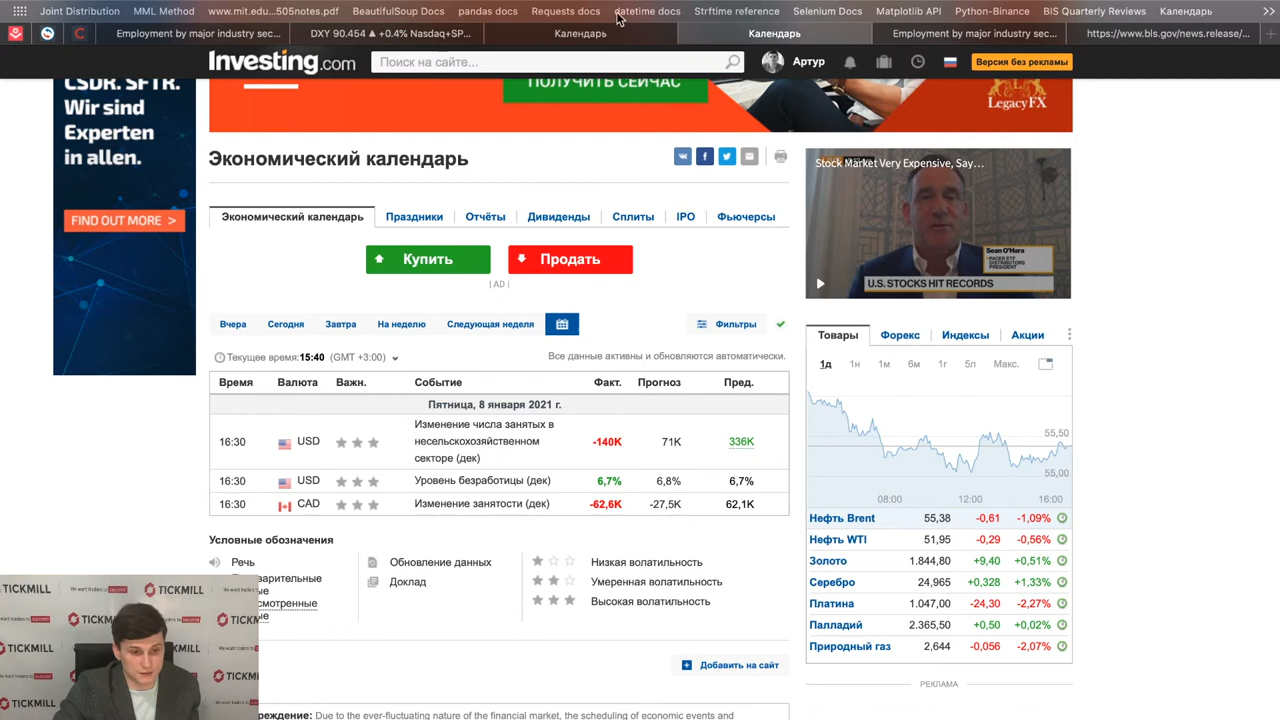 Joint Distribution MML Method www.mit.edu...505notes.pdf BeautifulSoup Docs pandas docs Requests docs datetime docs Strftime reference Selenium Docs Matplotlib API Python-Binance BIS Quarterly Reviews Календарь
Employment by major industry sec... DXY 90.454 ▲ +0.4% Nasdaq+SP... Календарь Календарь Employment by major industry sec... https://www.bls.gov/news.release/...
Investing.com Поиск на сайте... Артур Версия без рекламы
CSDR. SFTR.
Wir sind
Experten
in allen.
FIND OUT MORE >
ПОЛУЧИТЬ СЕЙЧАС
LegacyFX
Экономический календарь
Экономический календарь Праздники Отчёты Дивиденды Сплиты IPO Фьючерсы
Купить Продать
| AD |
Вчера Сегодня Завтра На неделю Следующая неделя Фильтры
Текущее время: 15:40 (GMT +3:00) Все данные активны и обновляются автоматически.
Время Валюта Важн. Событие Факт. Прогноз Пред.
Пятница, 8 января 2021 г.
16:30 USD Изменение числа занятых в
несельскохозяйственном
секторе (дек) -140K 71K 336K
16:30 USD Уровень безработицы (дек) 6,7% 6,8% 6,7%
16:30 CAD Изменение занятости (дек) -62,6K -27,5K 62,1K
Условные обозначения
Речь Обновление данных Низкая волатильность
Доклад Умеренная волатильность
Высокая волатильность
Добавить на сайт
Due to the ever-fluctuating nature of the financial market, the scheduling of economic events and
Stock Market Very Expensive, Say...
Sean O'Hara
PACER ETF
DISTRIBUTORS
PRESIDENT
U.S. STOCKS HIT RECORDS
Товары Форекс Индексы Акции
1д 1н 1м 6м 1г 5л Макс.
55,50
55,00
08:00 12:00 16:00
Нефть Brent 55,38 -0,61 -1,09%
Нефть WTI 51,95 -0,29 -0,56%
Золото 1.844,80 +9,40 +0,51%
Серебро 24,965 +0,328 +1,33%
Платина 1.047,00 -24,30 -2,27%
Палладий 2.365,50 +0,50 +0,02%
Природный газ 2,644 -0,056 -2,07%
РЕКЛАМА
TICKMILL
TICKMILL
TICKMILL
TICKMILL
TICKMILL
TICKMILL